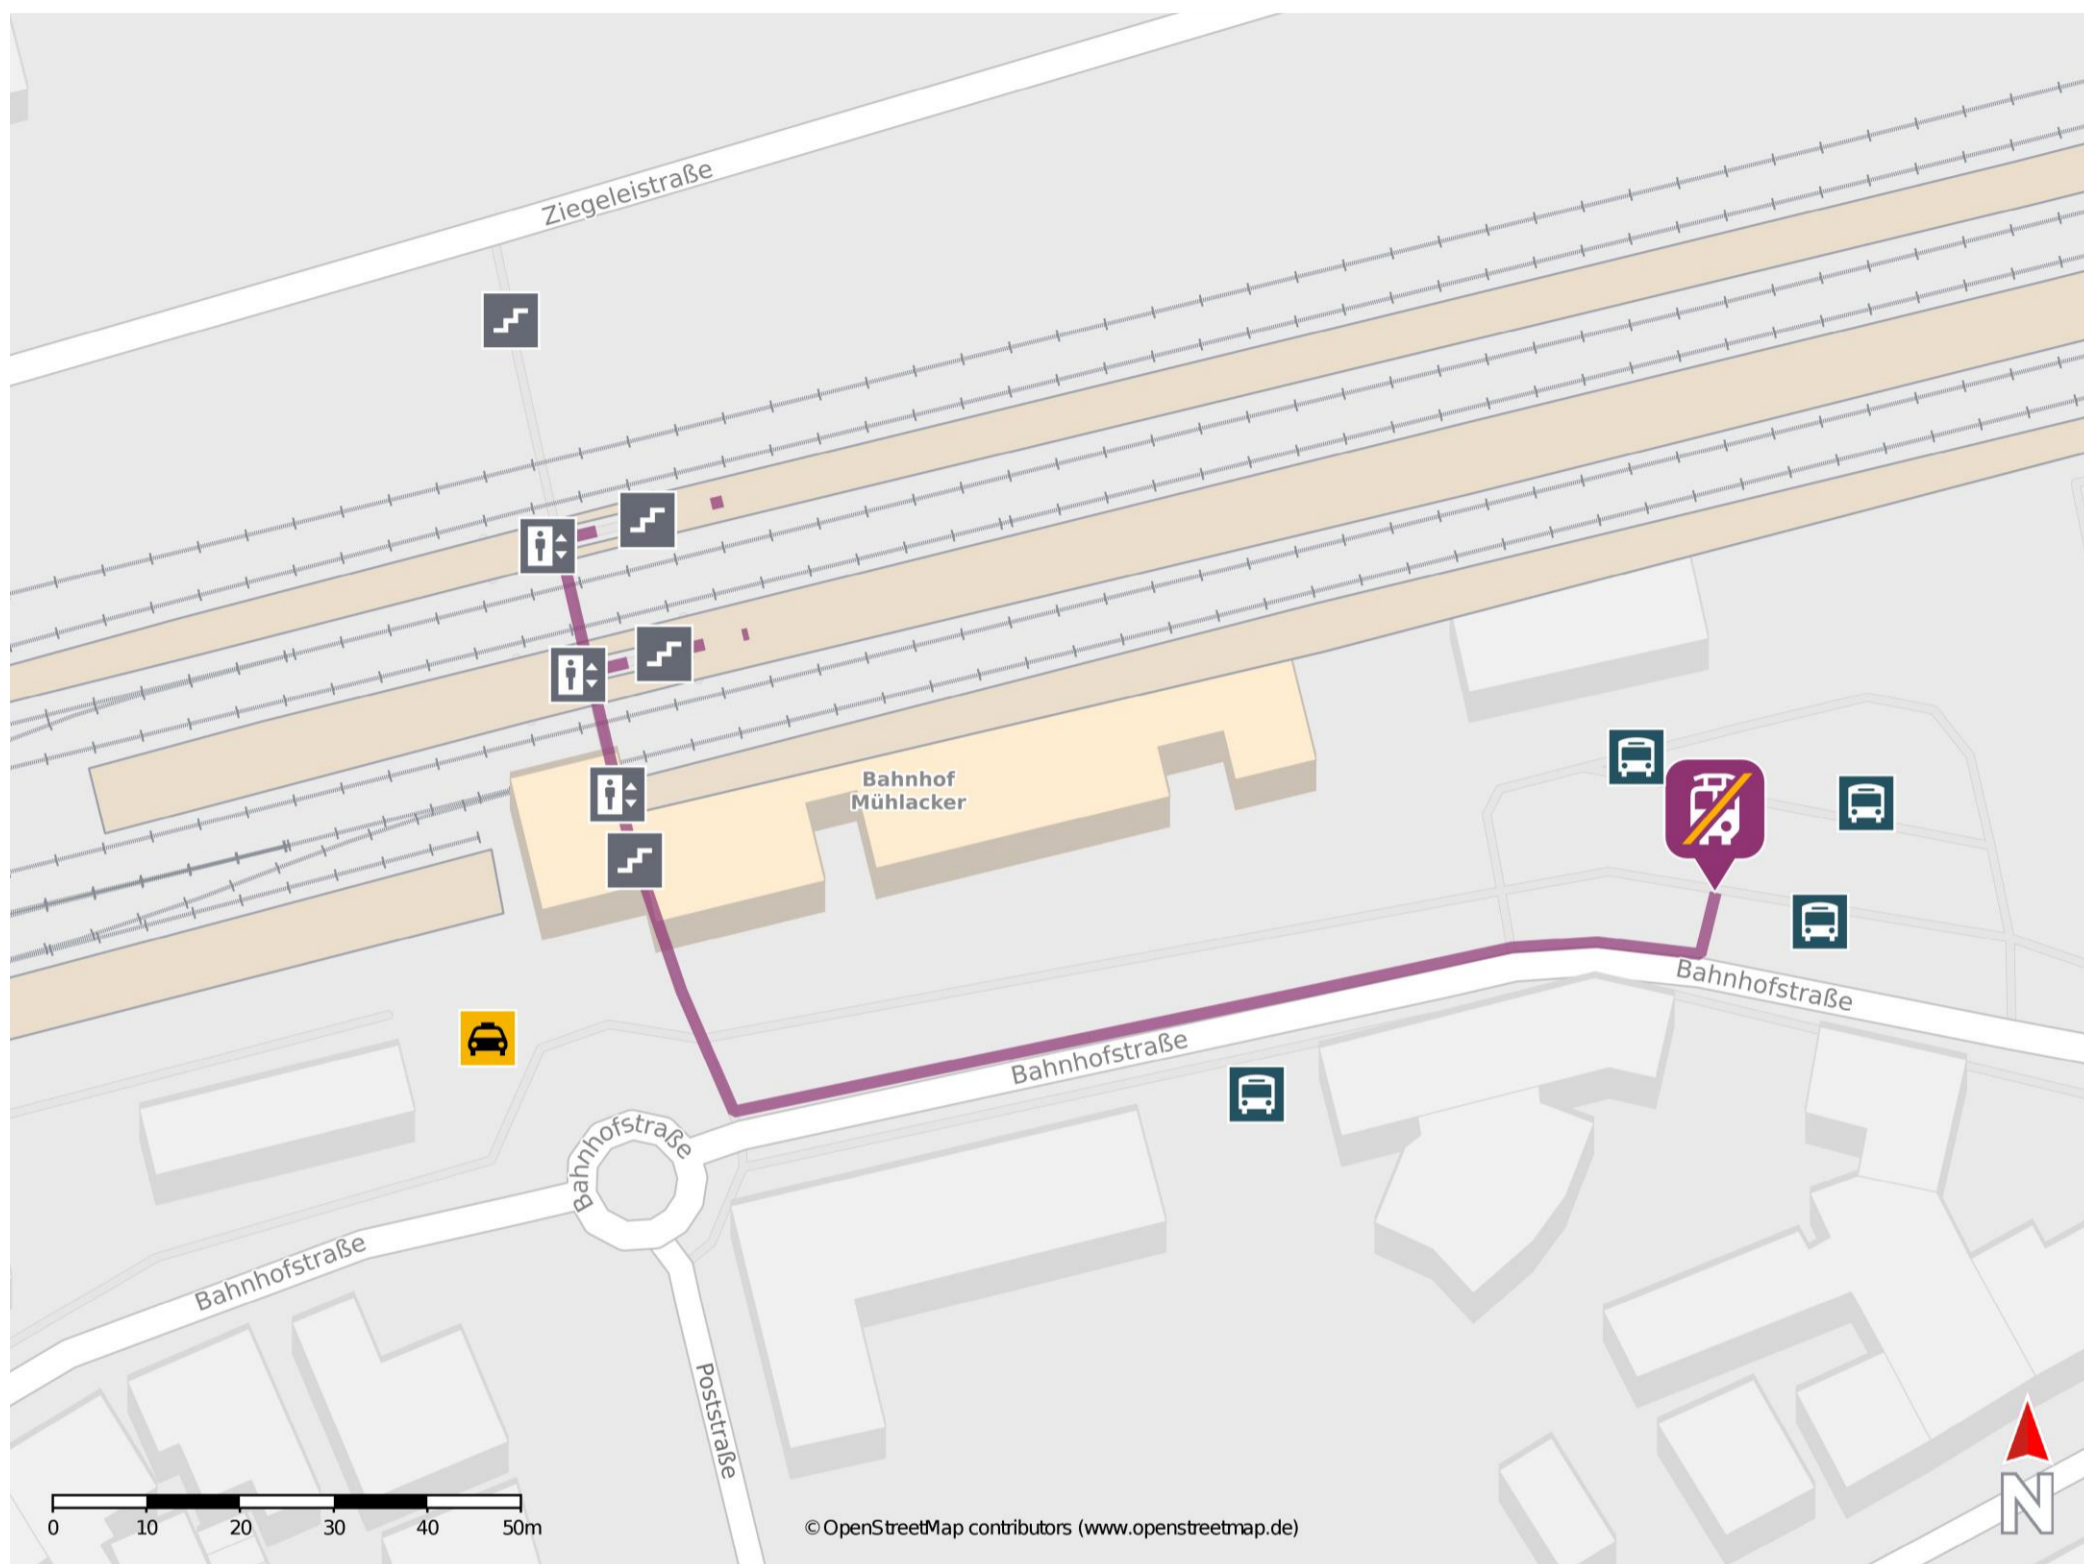 Ziegeleistraße
Bahnhof
Mühlacker
Bahnhofstraße
Bahnhofstraße
Bahnhofstraße
Bahnhofstraße
Poststraße
0 10 20 30 40 50m
© OpenStreetMap contributors (www.openstreetmap.de)
N